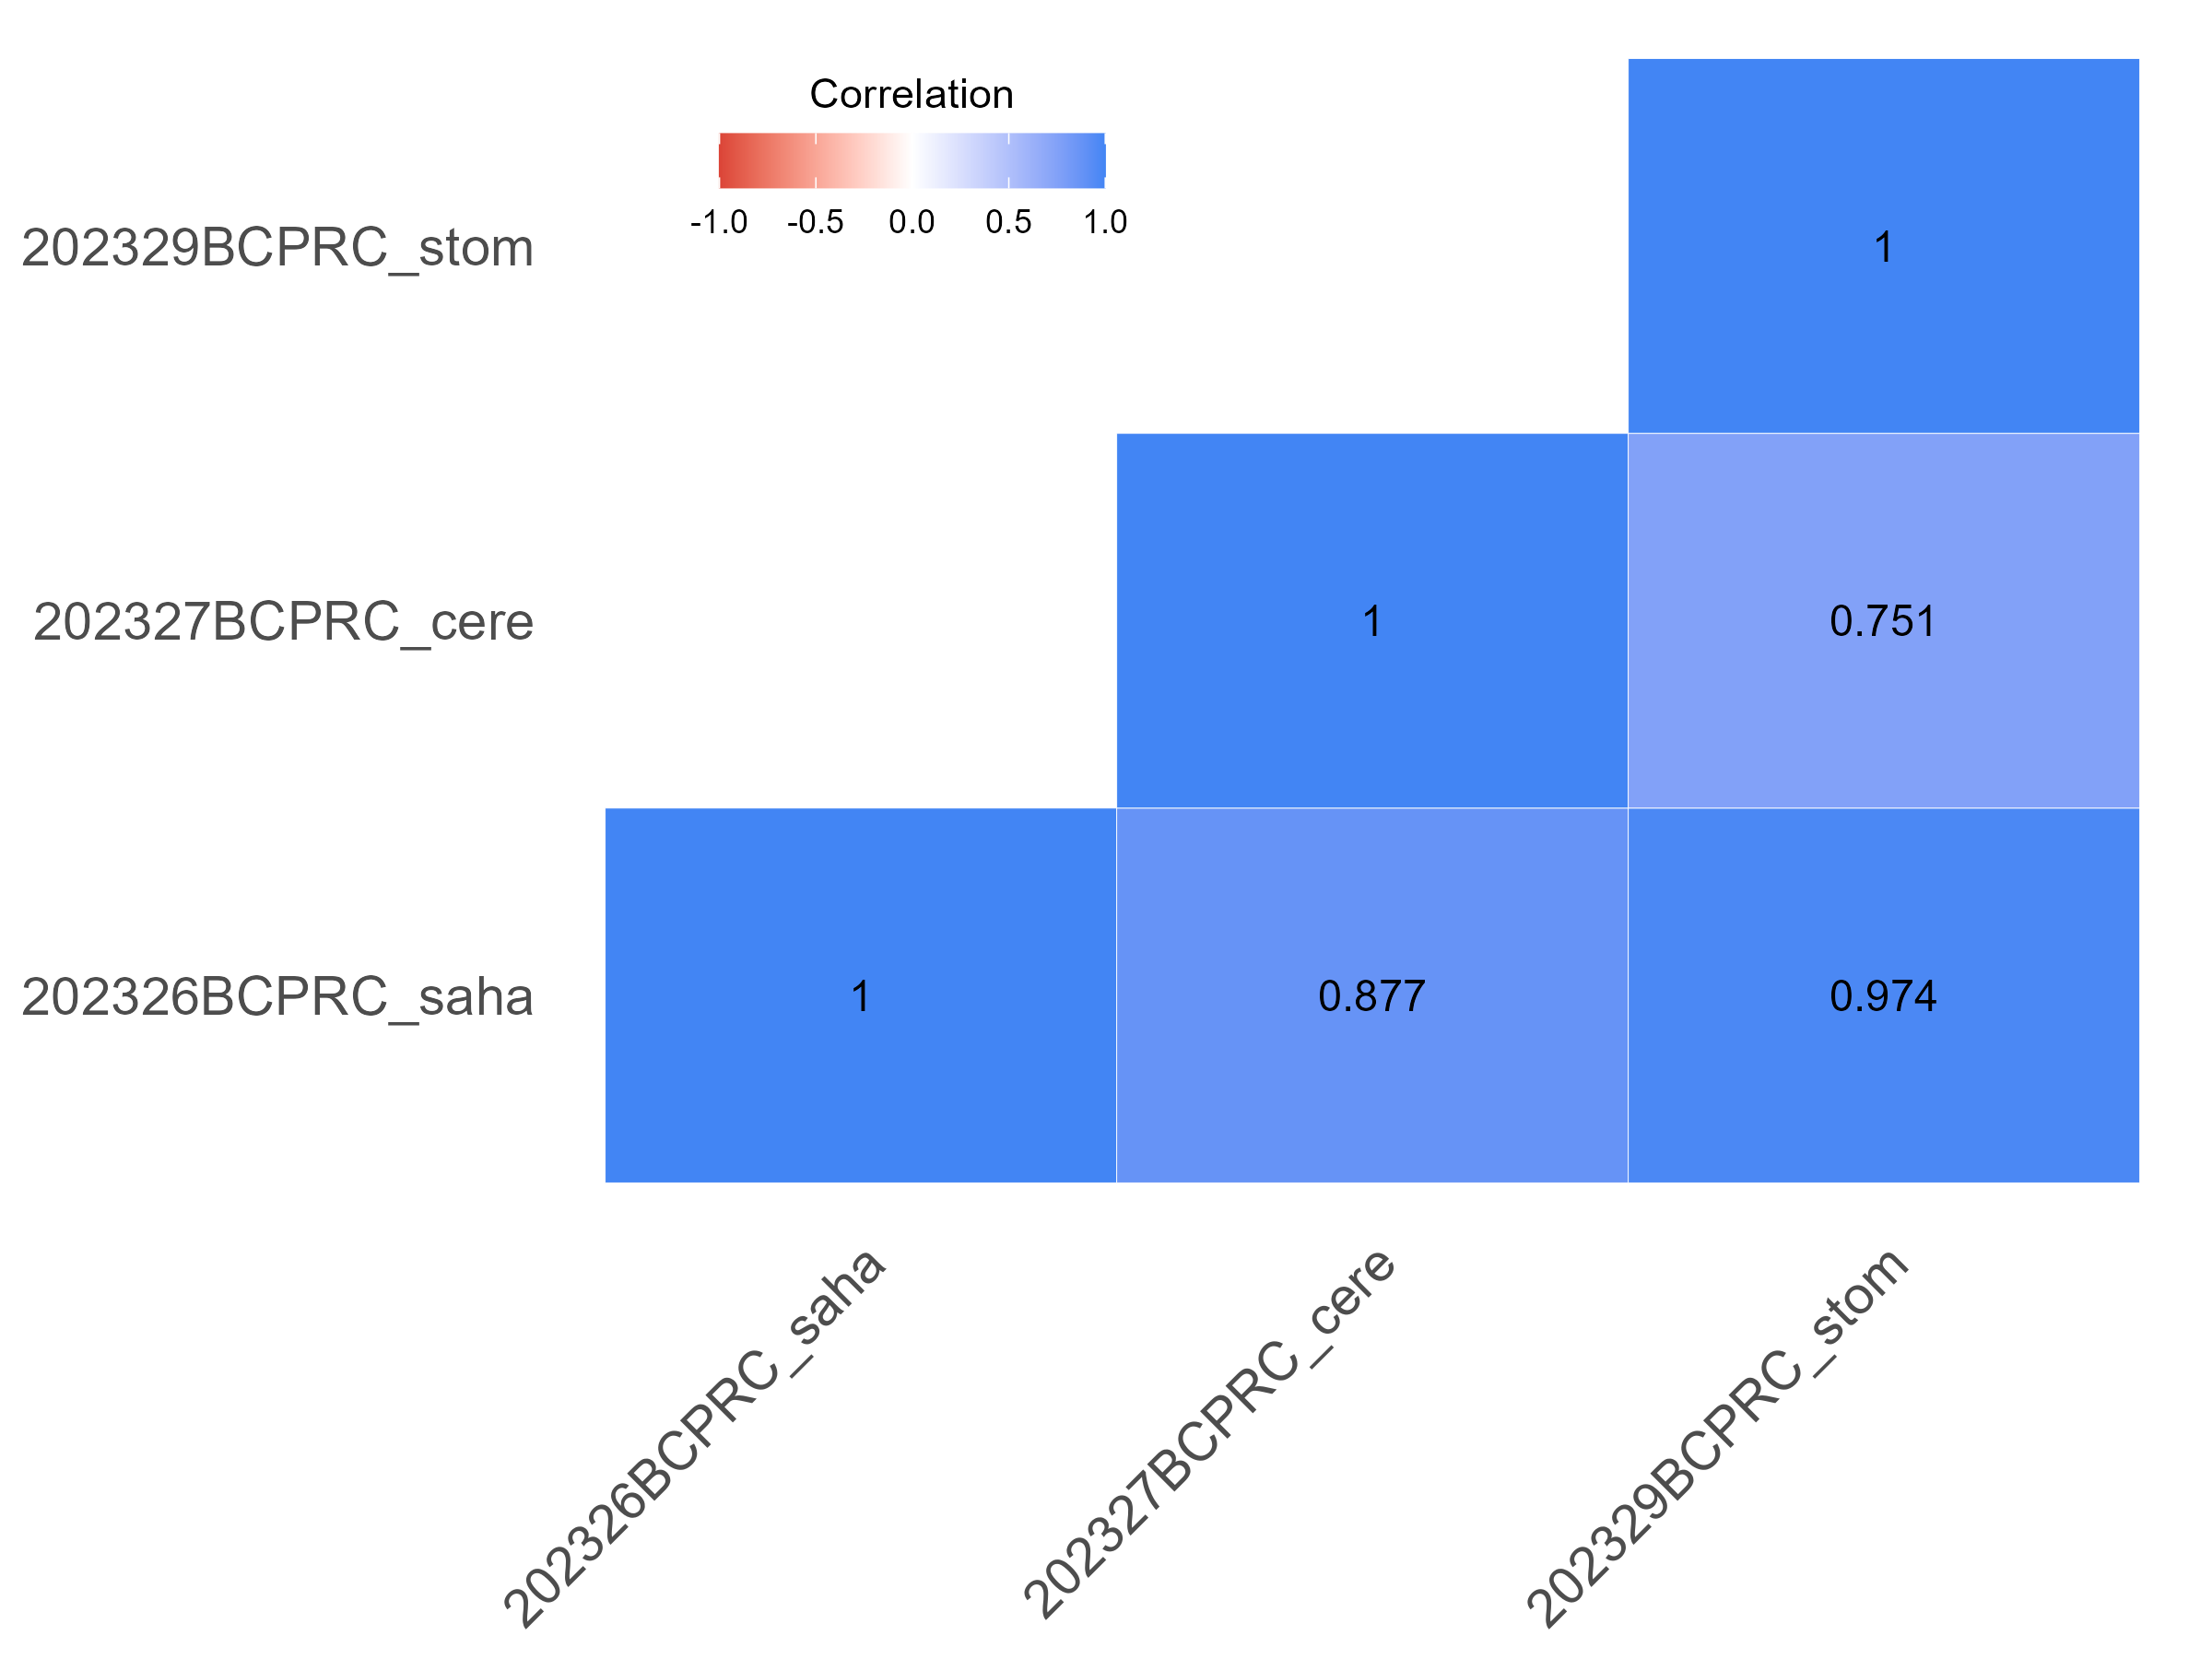 Correlation
-1.0 -0.5 0.0 0.5 1.0
202329BCPRC_stom 1
202327BCPRC_cere 1 0.751
202326BCPRC_saha 1 0.877 0.974
202326BCPRC_saha 202327BCPRC_cere 202329BCPRC_stom